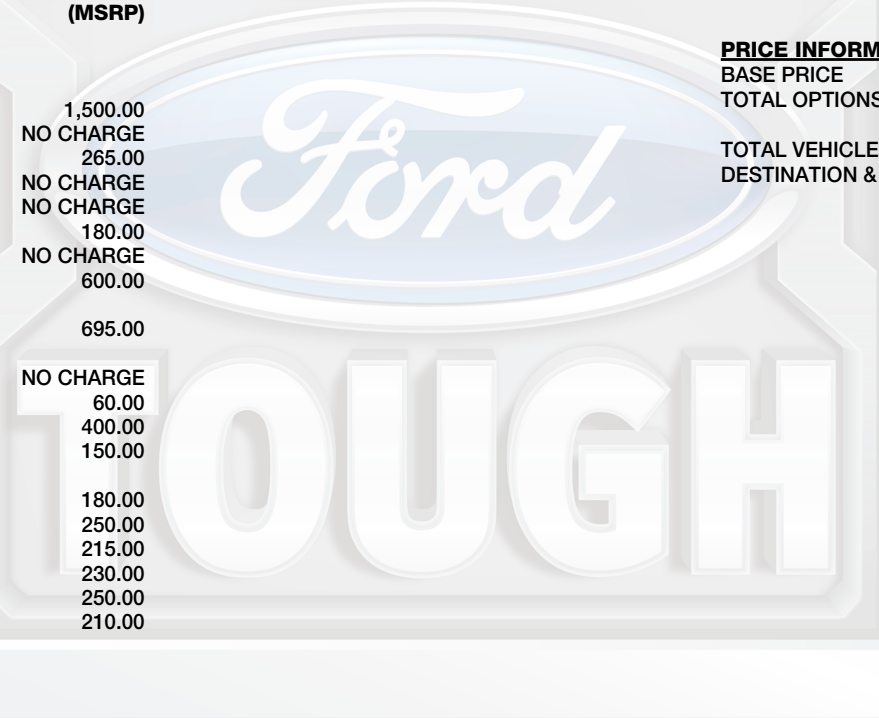 (MSRP)
1,500.00
NO CHARGE
265.00
NO CHARGE
NO CHARGE
180.00
NO CHARGE
600.00
695.00
NO CHARGE
60.00
400.00
150.00
180.00
250.00
215.00
230.00
250.00
210.00
PRICE INFORM
BASE PRICE
TOTAL OPTIONS
TOTAL VEHICLE
DESTINATION &
Ford
TOUGH